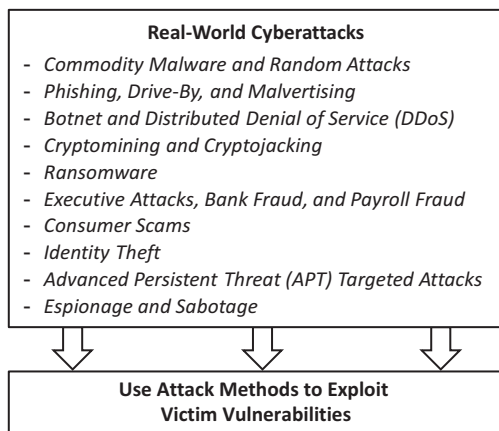 Real-World Cyberattacks
- Commodity Malware and Random Attacks
- Phishing, Drive-By, and Malvertising
- Botnet and Distributed Denial of Service (DDoS)
- Cryptomining and Cryptojacking
- Ransomware
- Executive Attacks, Bank Fraud, and Payroll Fraud
- Consumer Scams
- Identity Theft
- Advanced Persistent Threat (APT) Targeted Attacks
- Espionage and Sabotage
Use Attack Methods to Exploit
Victim Vulnerabilities